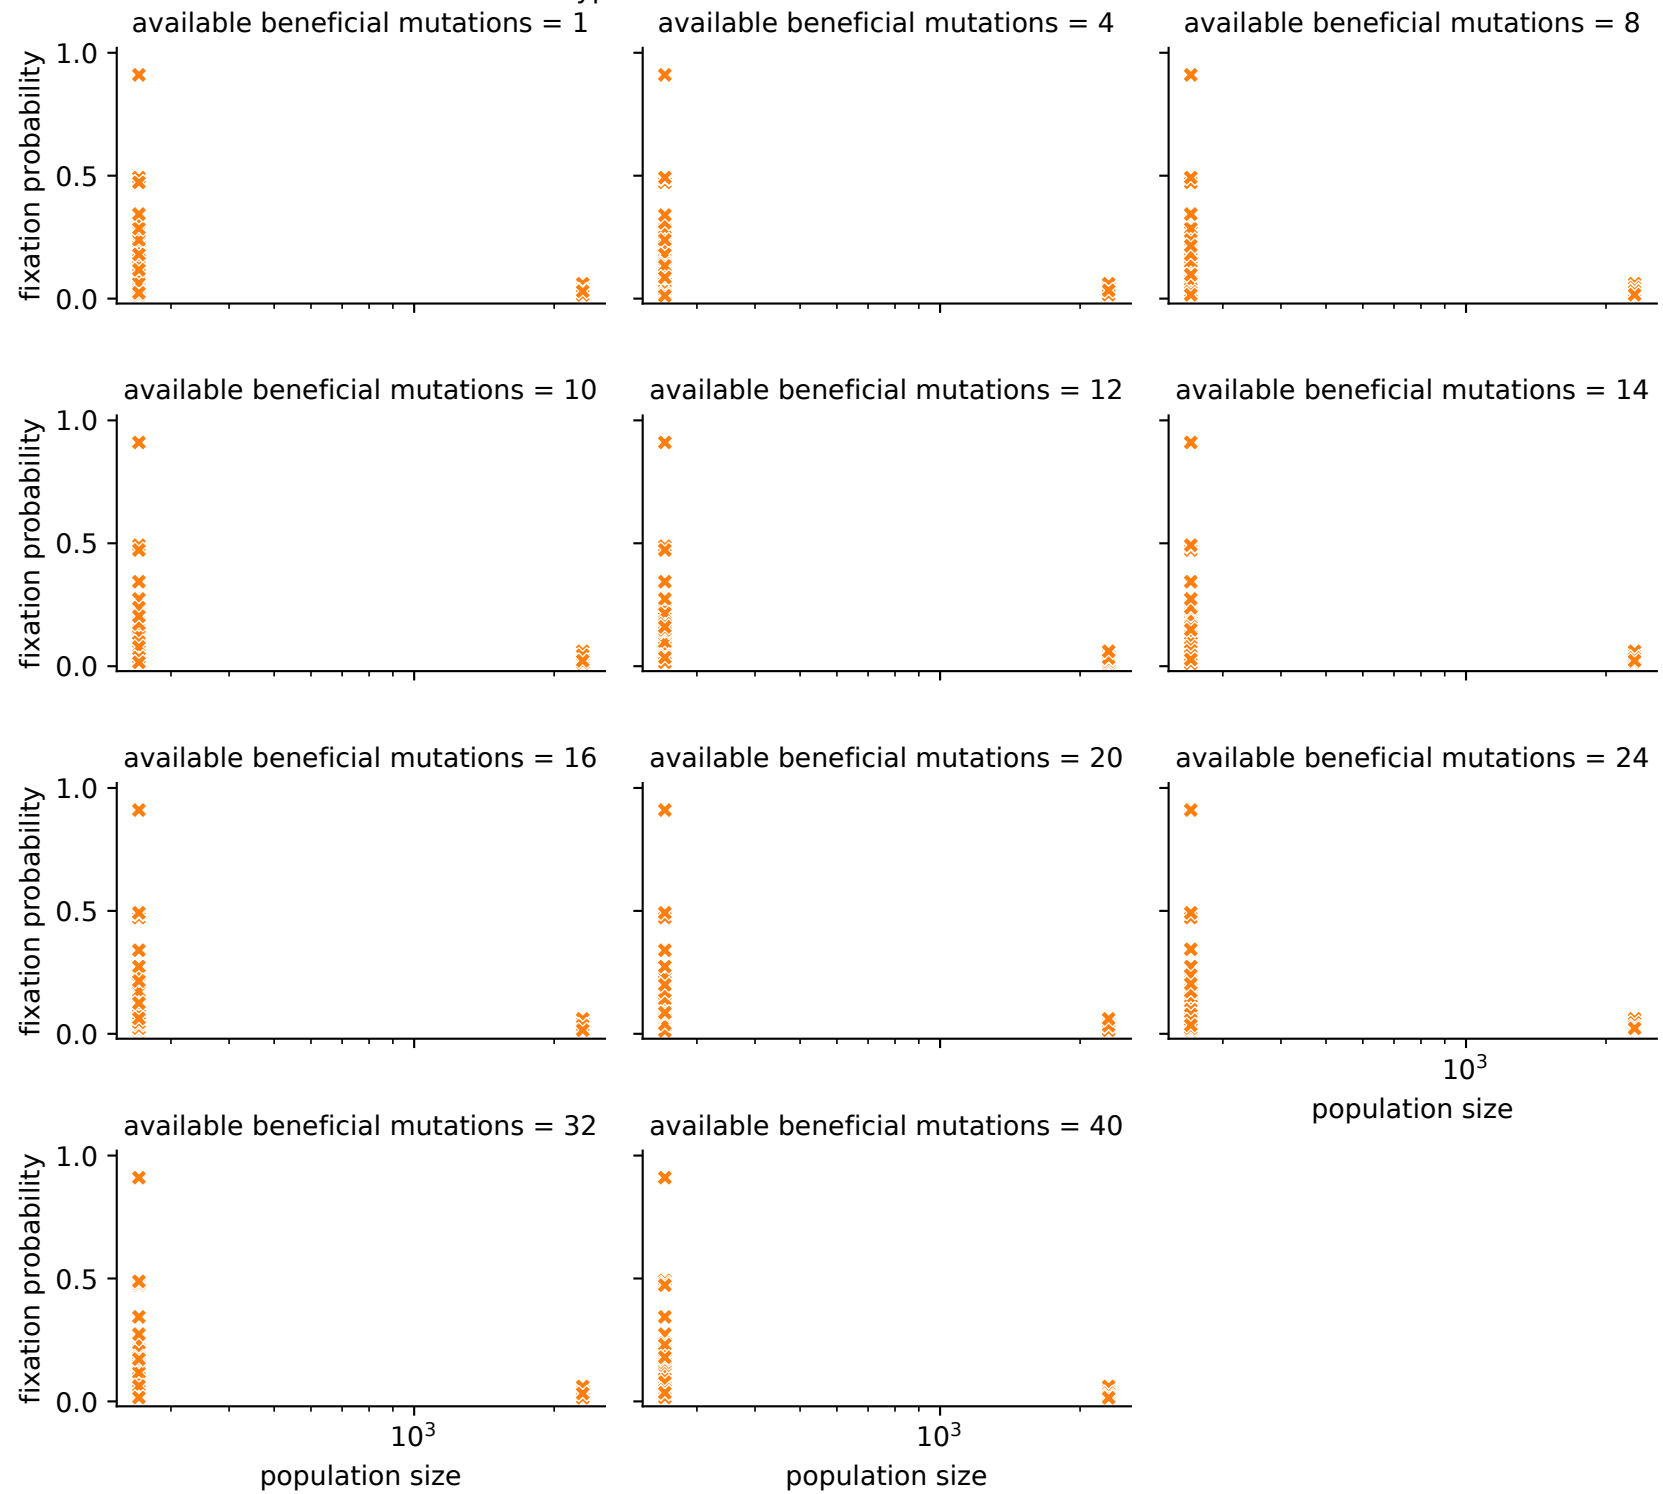 available beneficial mutations = 1
available beneficial mutations = 4
available beneficial mutations = 8
1.0
0.5
0.0
fixation probability
available beneficial mutations = 10
available beneficial mutations = 12
available beneficial mutations = 14
1.0
0.5
0.0
fixation probability
available beneficial mutations = 16
available beneficial mutations = 20
available beneficial mutations = 24
1.0
0.5
0.0
fixation probability
10³
population size
available beneficial mutations = 32
available beneficial mutations = 40
1.0
0.5
0.0
fixation probability
10³
10³
population size
population size